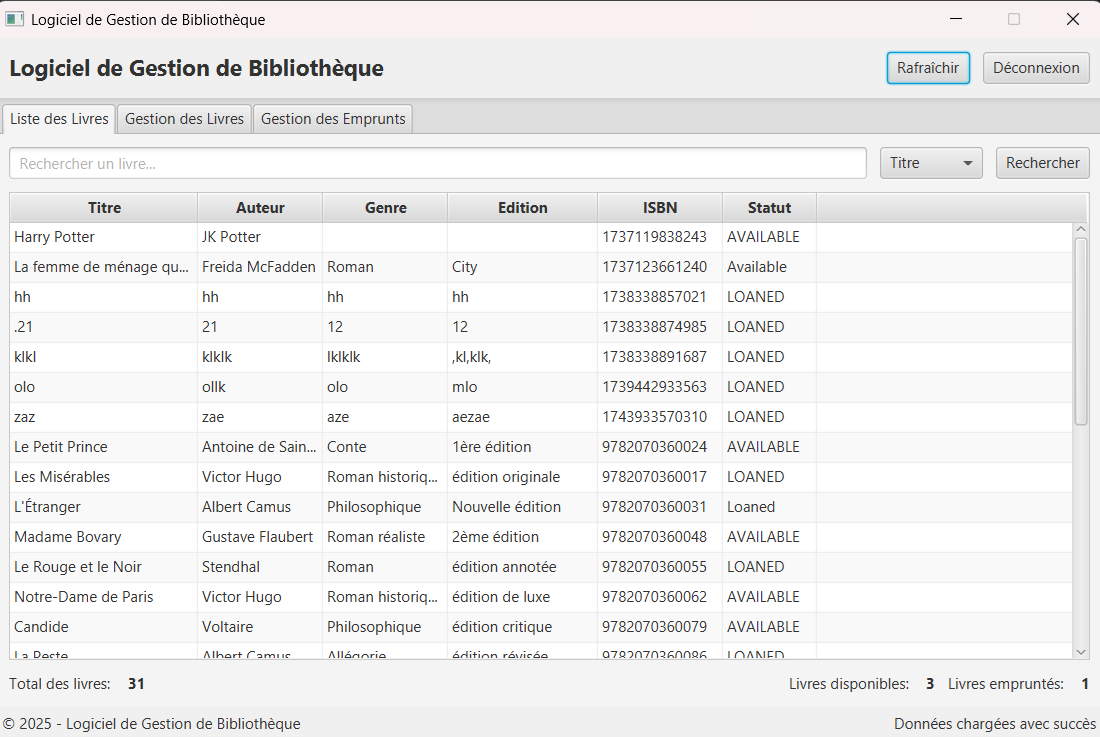 Logiciel de Gestion de Bibliothèque
Logiciel de Gestion de Bibliothèque Rafraîchir Déconnexion
Liste des Livres Gestion des Livres Gestion des Emprunts
Rechercher un livre... Titre Rechercher
Titre Auteur Genre Edition ISBN Statut
Harry Potter JK Potter 1737119838243 AVAILABLE
La femme de ménage qu... Freida McFadden Roman City 1737123661240 Available
hh hh hh hh 1738338857021 LOANED
.21 21 12 12 1738338874985 LOANED
klkl klklk lklklk ,kl,klk, 1738338891687 LOANED
olo ollk olo mlo 1739442933563 LOANED
zaz zae aze aezae 1743933570310 LOANED
Le Petit Prince Antoine de Sain... Conte 1ère édition 9782070360024 AVAILABLE
Les Misérables Victor Hugo Roman historiq... édition originale 9782070360017 LOANED
L'Étranger Albert Camus Philosophique Nouvelle édition 9782070360031 Loaned
Madame Bovary Gustave Flaubert Roman réaliste 2ème édition 9782070360048 AVAILABLE
Le Rouge et le Noir Stendhal Roman édition annotée 9782070360055 LOANED
Notre-Dame de Paris Victor Hugo Roman historiq... édition de luxe 9782070360062 AVAILABLE
Candide Voltaire Philosophique édition critique 9782070360079 AVAILABLE
La Peste Albert Camus Allégorie édition révisée 9782070360086 LOANED
Total des livres: 31 Livres disponibles: 3 Livres empruntés: 1
© 2025 - Logiciel de Gestion de Bibliothèque Données chargées avec succès